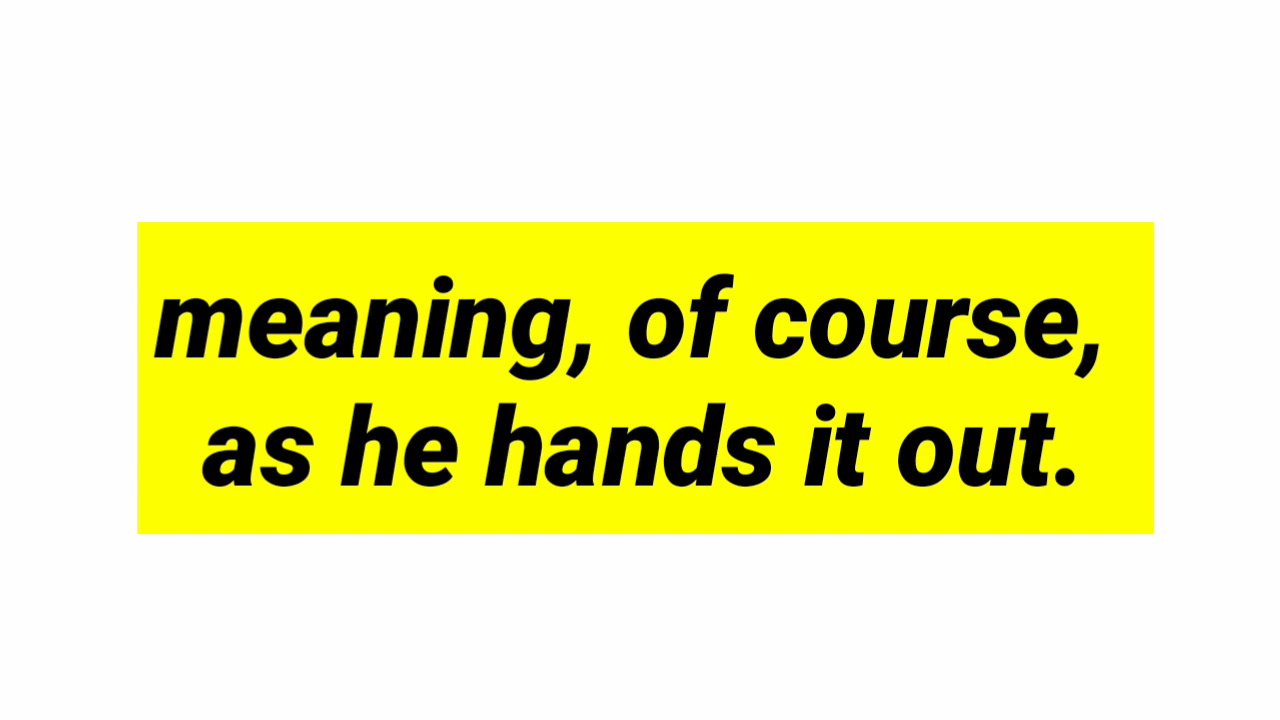 meaning, of course,
as he hands it out.